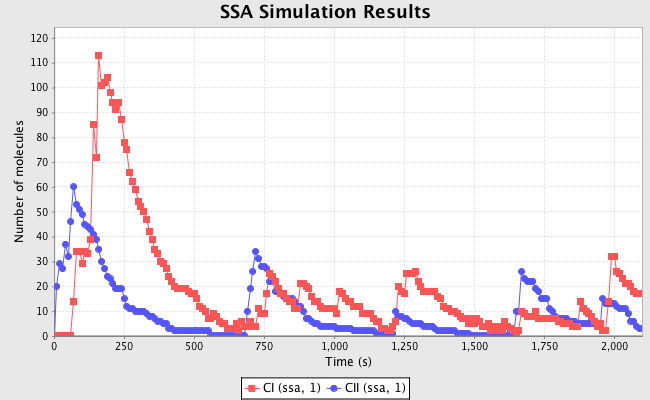 SSA Simulation Results
Number of molecules
120
110
100
90
80
70
60
50
40
30
20
10
0
0 250 500 750 1,000 1,250 1,500 1,750 2,000
Time (s)
CI (ssa, 1) CII (ssa, 1)